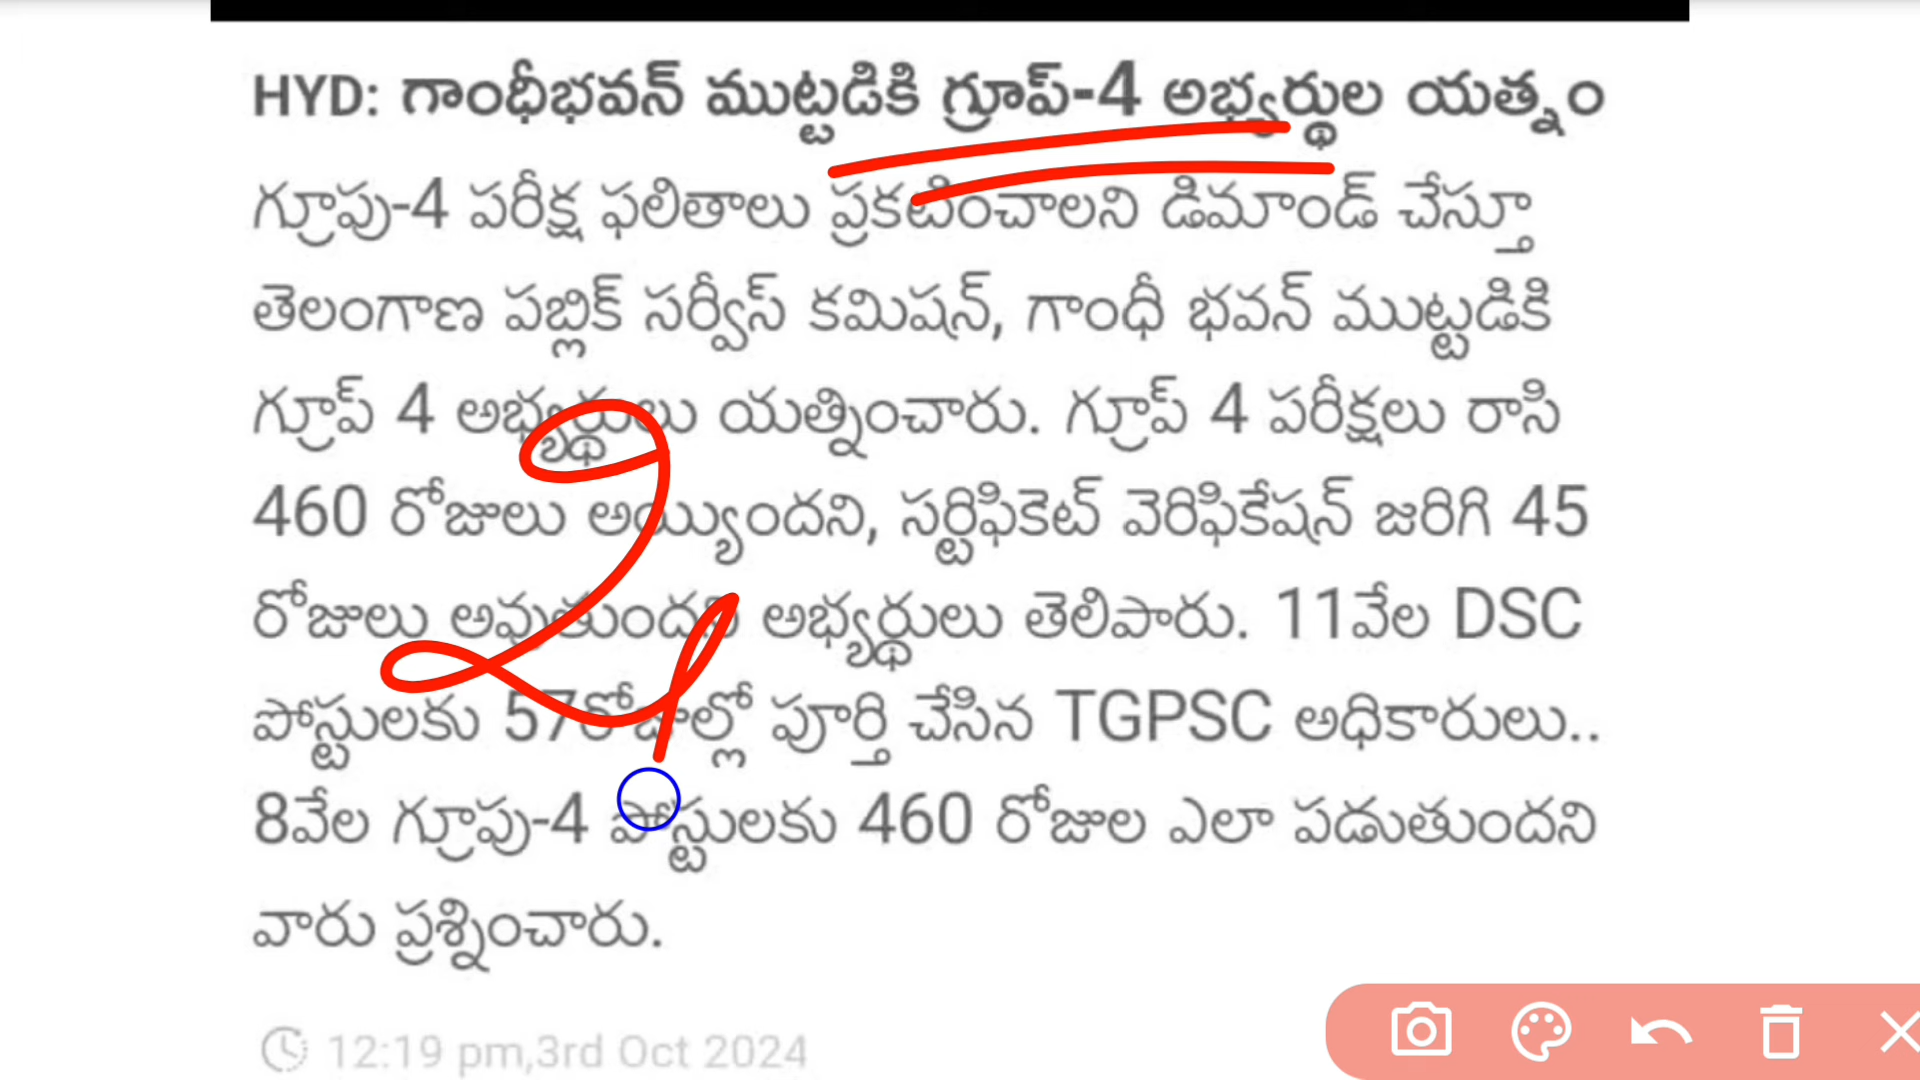 HYD: గాంధీభవన్ ముట్టడికి గ్రూప్-4 అభ్యర్థుల యత్నం
గ్రూపు-4 పరీక్ష ఫలితాలు ప్రకటించాలని డిమాండ్ చేస్తూ
తెలంగాణ పబ్లిక్ సర్వీస్ కమిషన్, గాంధీ భవన్ ముట్టడికి
గ్రూప్ 4 అభ్యర్థులు యత్నించారు. గ్రూప్ 4 పరీక్షలు రాసి
460 రోజులు అయ్యిందని, సర్టిఫికెట్ వెరిఫికేషన్ జరిగి 45
రోజులు అవుతుందని అభ్యర్థులు తెలిపారు. 11వేల DSC
పోస్టులకు 57రోజుల్లో పూర్తి చేసిన TGPSC అధికారులు..
8వేల గ్రూపు-4 పోస్టులకు 460 రోజుల ఎలా పడుతుందని
వారు ప్రశ్నించారు.
12:19 pm,3rd Oct 2024